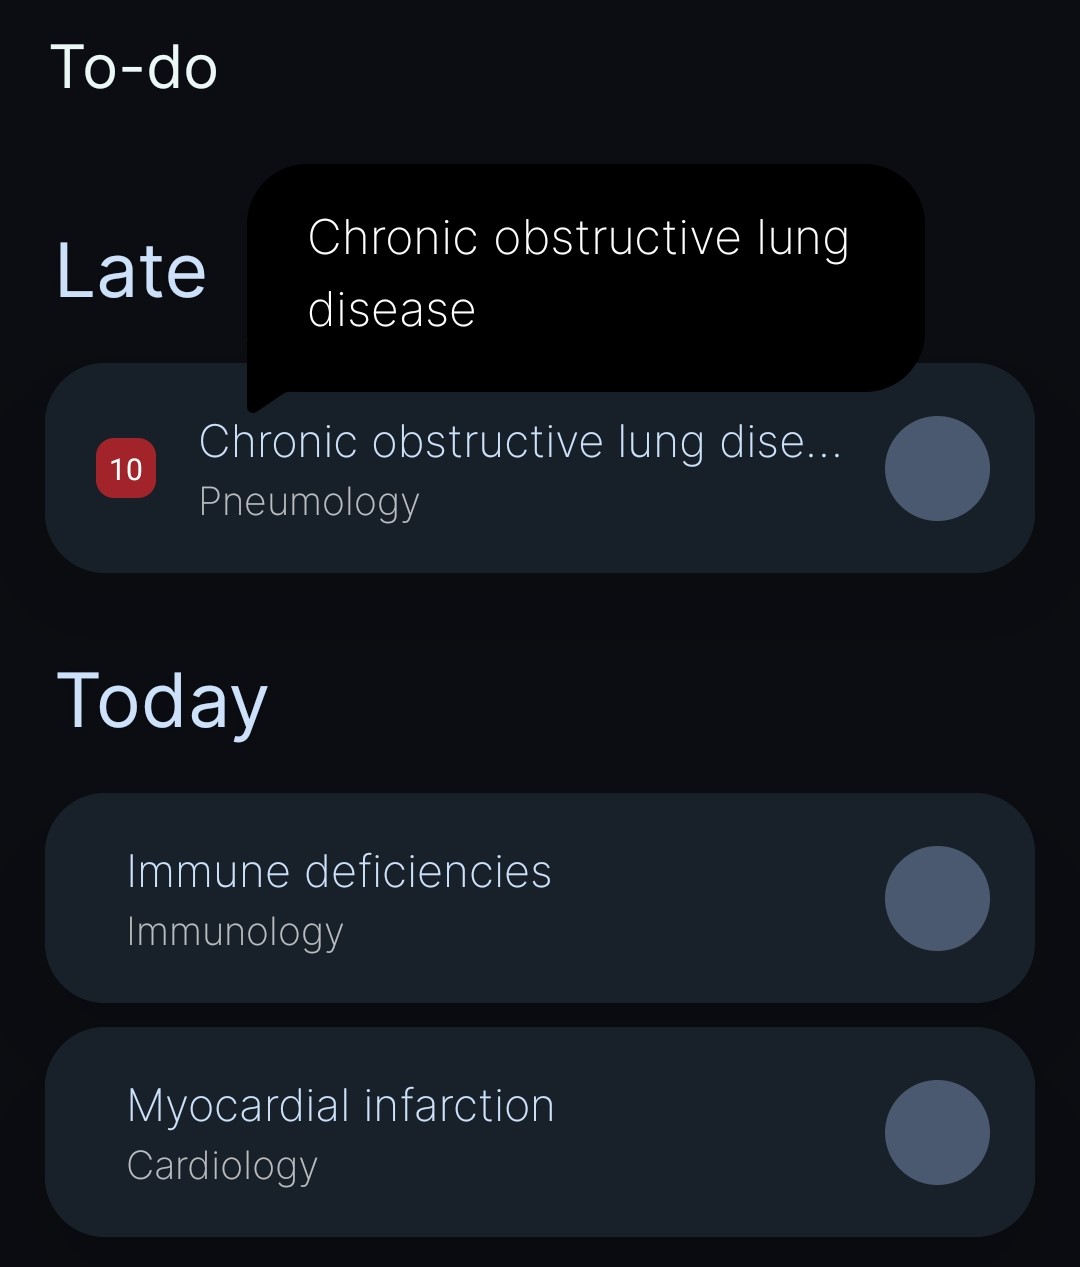 To-do
Late
Chronic obstructive lung
disease
10
Chronic obstructive lung dise...
Pneumology
Today
Immune deficiencies
Immunology
Myocardial infarction
Cardiology